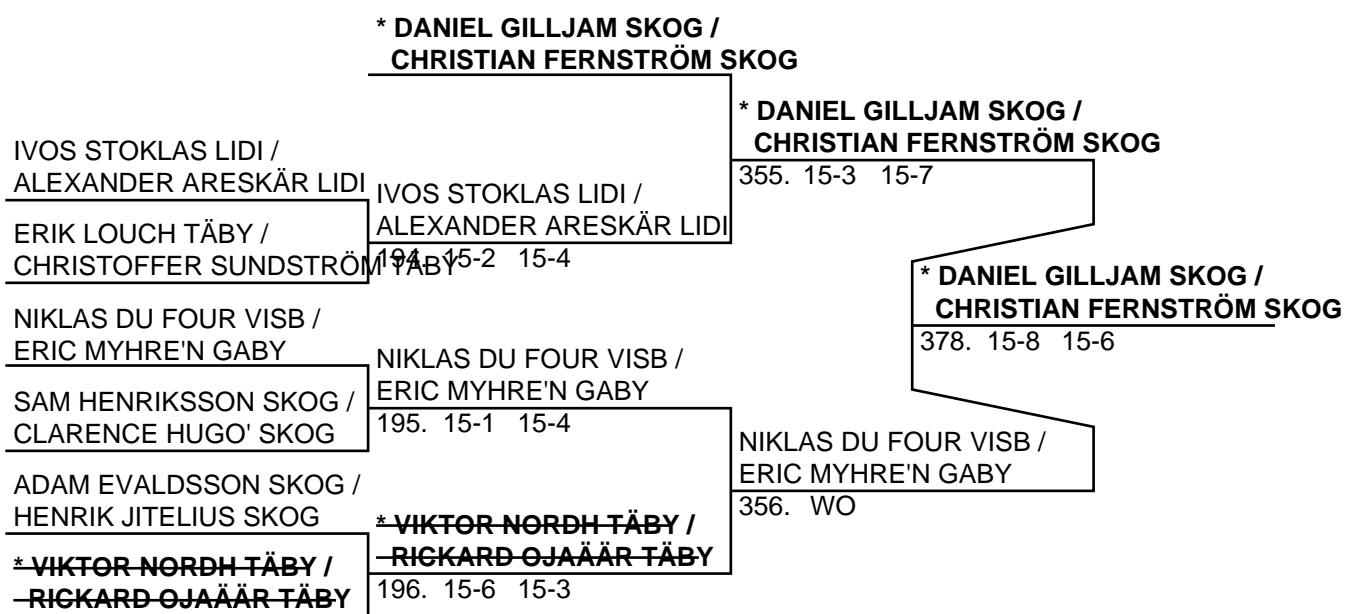 * DANIEL GILLJAM SKOG /
CHRISTIAN FERNSTRÖM SKOG
* DANIEL GILLJAM SKOG /
CHRISTIAN FERNSTRÖM SKOG
355. 15-3 15-7
IVOS STOKLAS LIDI /
ALEXANDER ARESKÄR LIDI
IVOS STOKLAS LIDI /
ALEXANDER ARESKÄR LIDI
194. 15-2 15-4
ERIK LOUCH TÄBY /
CHRISTOFFER SUNDSTRÖM TÄBY
* DANIEL GILLJAM SKOG /
CHRISTIAN FERNSTRÖM SKOG
378. 15-8 15-6
NIKLAS DU FOUR VISB /
ERIC MYHRE'N GABY
NIKLAS DU FOUR VISB /
ERIC MYHRE'N GABY
195. 15-1 15-4
SAM HENRIKSSON SKOG /
CLARENCE HUGO' SKOG
NIKLAS DU FOUR VISB /
ERIC MYHRE'N GABY
356. WO
ADAM EVALDSSON SKOG /
HENRIK JITELIUS SKOG
* VIKTOR NORDH TÄBY /
RICKARD OJAÄÄR TÄBY
196. 15-6 15-3
* VIKTOR NORDH TÄBY /
RICKARD OJAÄÄR TÄBY